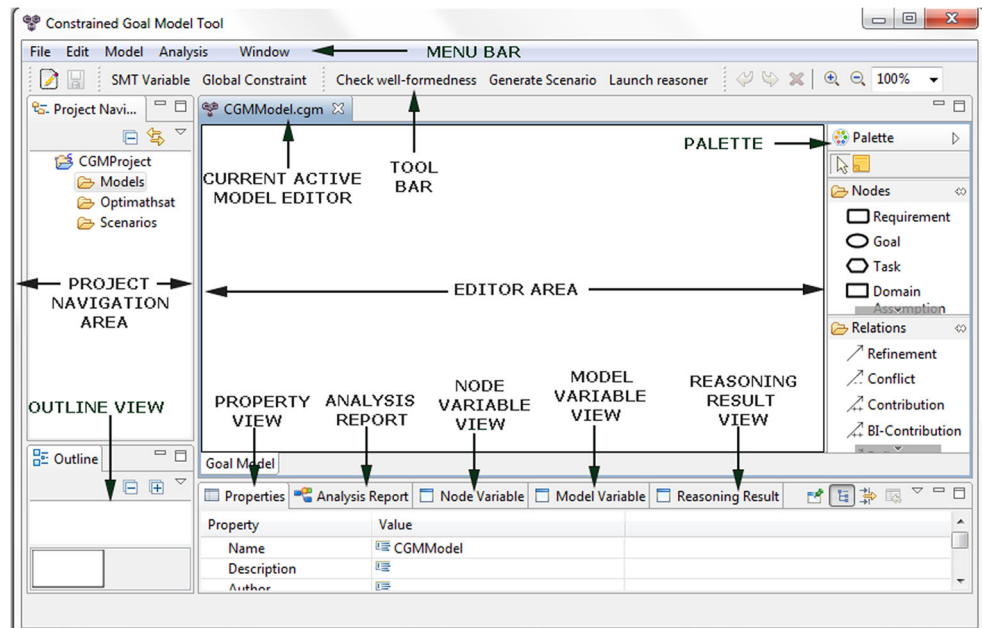 Constrained Goal Model Tool
File Edit Model Analysis Window
MENU BAR
SMT Variable Global Constraint Check well-formedness Generate Scenario Launch reasoner 100%
Project Navi...
CGMModel.cgm
CGMProject
Models
Optimathsat
Scenarios
CURRENT ACTIVE
MODEL EDITOR
TOOL
BAR
PALETTE
Palette
Nodes
Requirement
Goal
Task
Domain
Assumption
Relations
Refinement
Conflict
Contribution
BI-Contribution
PROJECT
NAVIGATION
AREA
EDITOR AREA
OUTLINE VIEW
PROPERTY
VIEW
ANALYSIS
REPORT
NODE
VARIABLE
VIEW
MODEL
VARIABLE
VIEW
REASONING
RESULT
VIEW
Outline
Goal Model
Properties Analysis Report Node Variable Model Variable Reasoning Result
Property Value
Name CGMModel
Description
Author